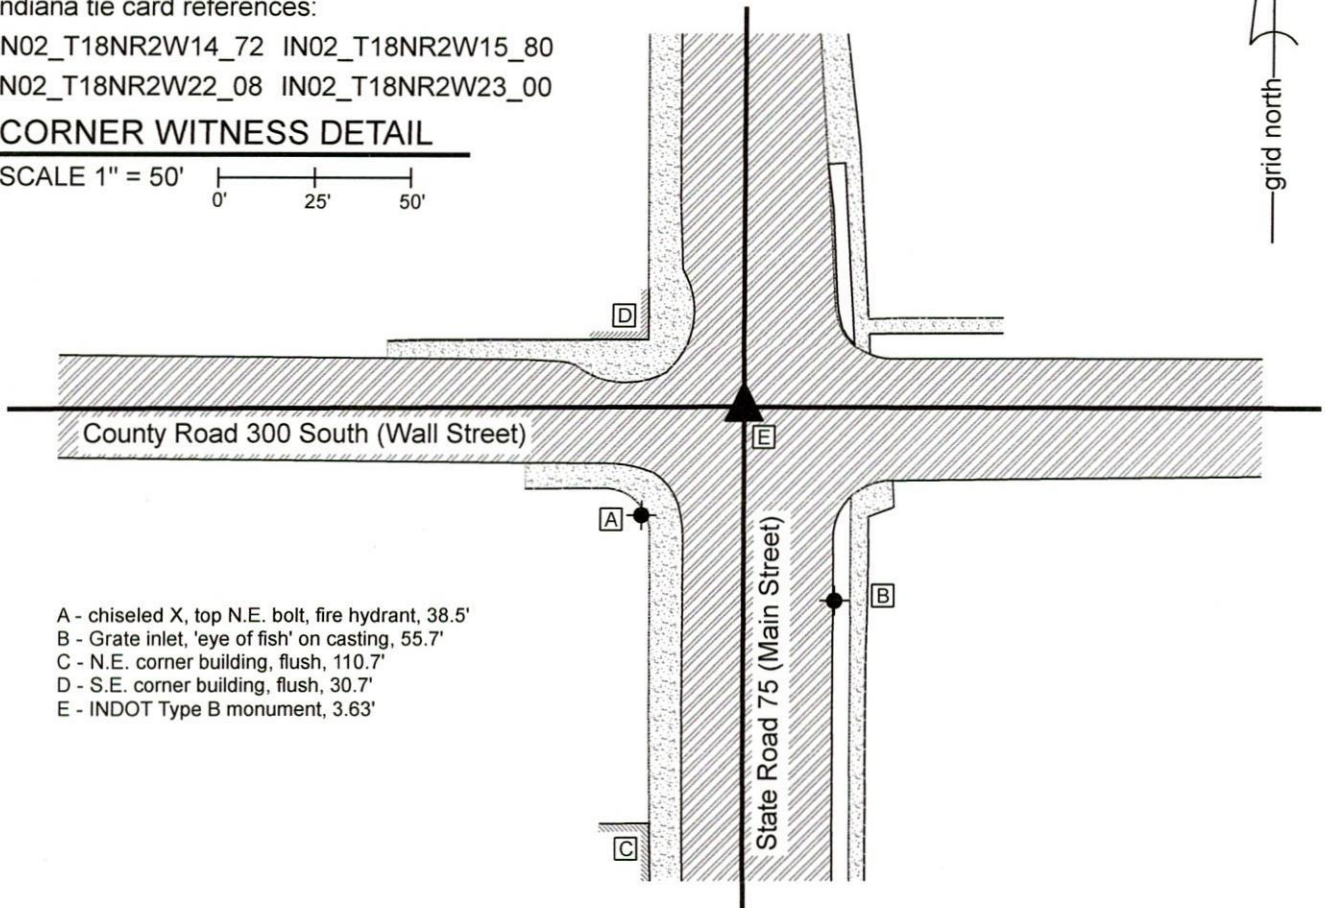 ndiana tie card references:
N02_T18NR2W14_72 IN02_T18NR2W15_80
N02_T18NR2W22_08 IN02_T18NR2W23_00
CORNER WITNESS DETAIL
SCALE 1" = 50'
0' 25' 50'
grid north
D
County Road 300 South (Wall Street)
E
A
State Road 75 (Main Street)
B
A - chiseled X, top N.E. bolt, fire hydrant, 38.5'
B - Grate inlet, 'eye of fish' on casting, 55.7'
C - N.E. corner building, flush, 110.7'
D - S.E. corner building, flush, 30.7'
E - INDOT Type B monument, 3.63'
C